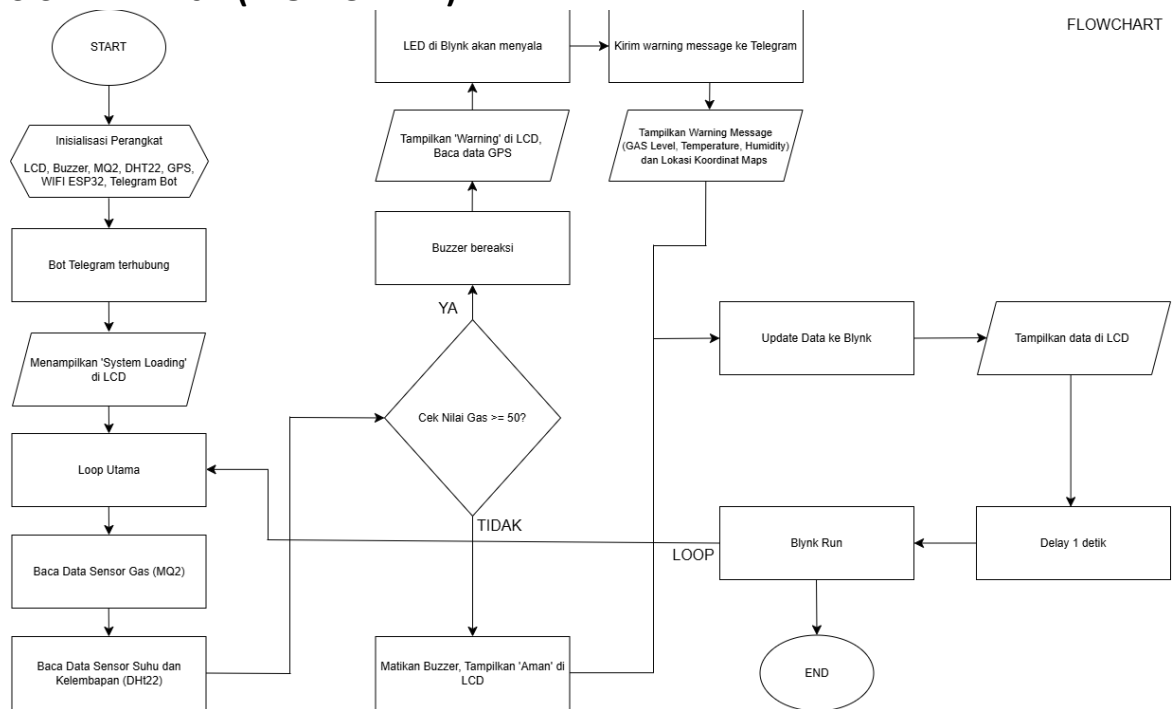 FLOWCHART
START
Inisialisasi Perangkat
LCD, Buzzer, MQ2, DHT22, GPS,
WIFI ESP32, Telegram Bot
Bot Telegram terhubung
Menampilkan 'System Loading'
di LCD
Loop Utama
Baca Data Sensor Gas (MQ2)
Baca Data Sensor Suhu dan
Kelembapan (DHt22)
Cek Nilai Gas >= 50?
YA
Buzzer bereaksi
Tampilkan 'Warning' di LCD,
Baca data GPS
LED di Blynk akan menyala
Kirim warning message ke Telegram
Tampilkan Warning Message
(GAS Level, Temperature, Humidity)
dan Lokasi Koordinat Maps
TIDAK
Matikan Buzzer, Tampilkan 'Aman' di
LCD
Update Data ke Blynk
Tampilkan data di LCD
Delay 1 detik
Blynk Run
LOOP
END